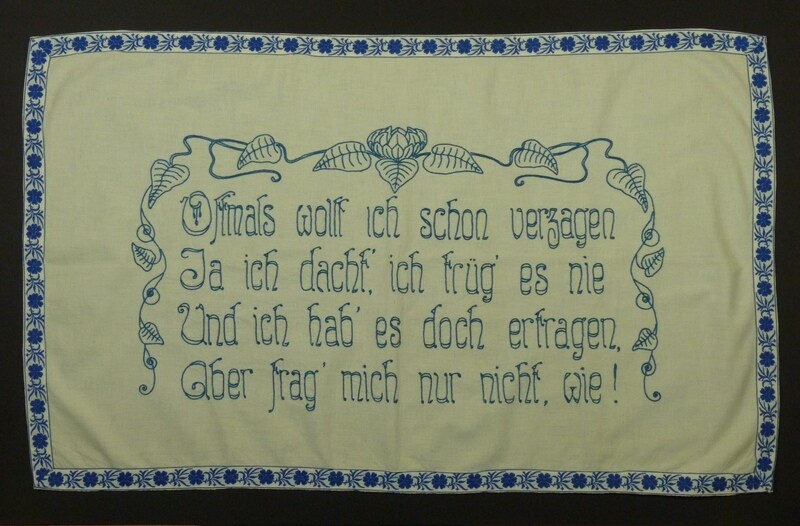 Oftmals wollt ich schon verzagen
Ja ich dacht', ich trüg' es nie
Und ich hab' es doch ertragen,
Aber frag' mich nur nicht, wie!